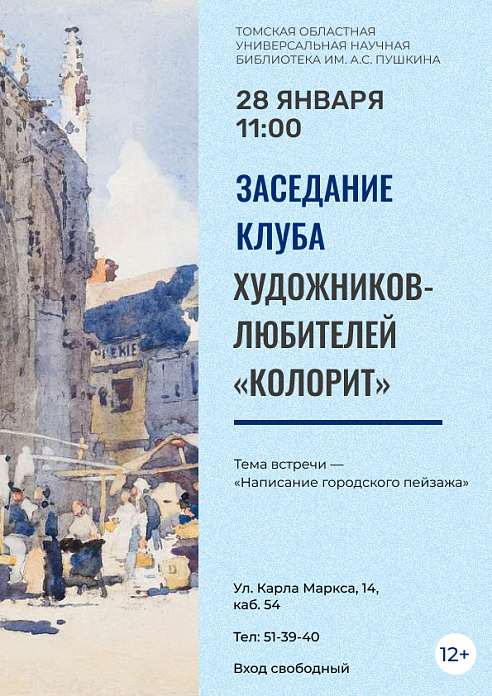 ТОМСКАЯ ОБЛАСТНАЯ
УНИВЕРСАЛЬНАЯ НАУЧНАЯ
БИБЛИОТЕКА ИМ. А.С. ПУШКИНА
28 ЯНВАРЯ
11:00
ЗАСЕДАНИЕ
КЛУБА
ХУДОЖНИКОВ-
ЛЮБИТЕЛЕЙ
«КОЛОРИТ»
Тема встречи —
«Написание городского пейзажа»
Ул. Карла Маркса, 14,
каб. 54
Тел: 51-39-40
Вход свободный
12+